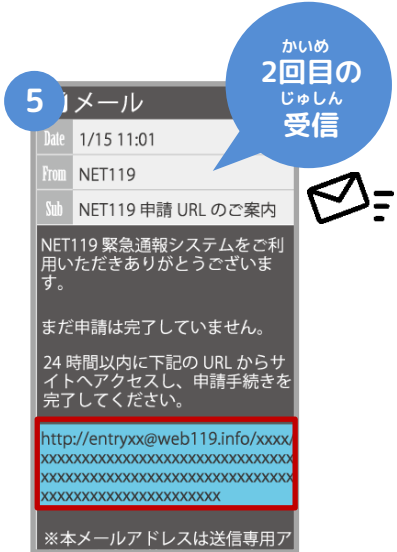 かいめ
2回目の
じゅしん
受信
5
メール
Date 1/15 11:01
From NET119
Sub NET119 申請 URL のご案内
NET119 緊急通報システムをご利
用いただきありがとうございま
す。
まだ申請は完了していません。
24 時間以内に下記の URL からサ
イトへアクセスし、申請手続きを
完了してください。
http://entryxx@web119.info/xxxx/
xxxxxxxxxxxxxxxxxxxxxxxxxxxxxx
xxxxxxxxxxxxxxxxxxxxxxxxxxxxxx
xxxxxxxxxxxxxxxxxxxxx
※本メールアドレスは送信専用ア